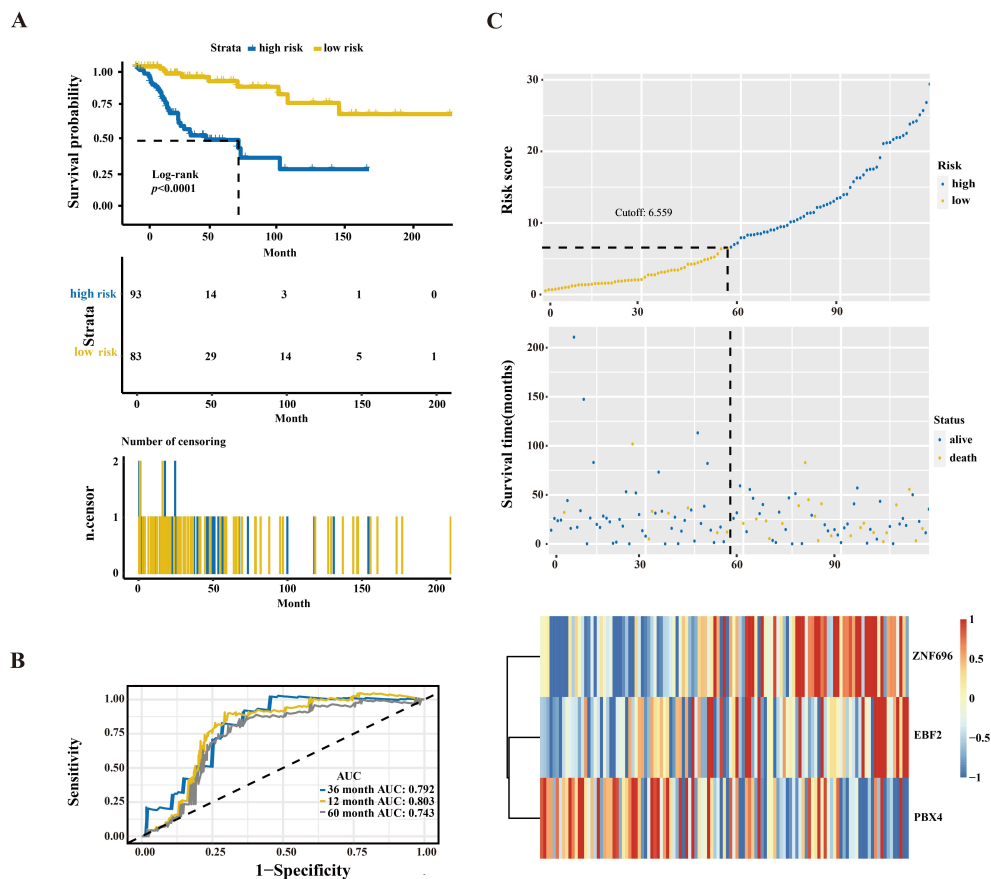 A
Strata high risk low risk
Survival probability
1.00
0.75
0.50
0.25
0.00
Log-rank
p<0.0001
0 50 100 150 200
Month
Strata
high risk 93 14 3 1 0
low risk 83 29 14 5 1
0 50 100 150 200
Month
Number of censoring
n.censor
2
1
0
0 50 100 150 200
Month
B
Sensitivity
1.00
0.75
0.50
0.25
0.00
AUC
36 month AUC: 0.792
12 month AUC: 0.803
60 month AUC: 0.743
0.00 0.25 0.50 0.75 1.00
1−Specificity
C
Risk score
30
20
10
0
Cutoff: 6.559
0 30 60 90
Risk
high
low
Survival time(months)
200
150
100
50
0
0 30 60 90
Status
alive
death
ZNF696
EBF2
PBX4
1
0.5
0
−0.5
−1